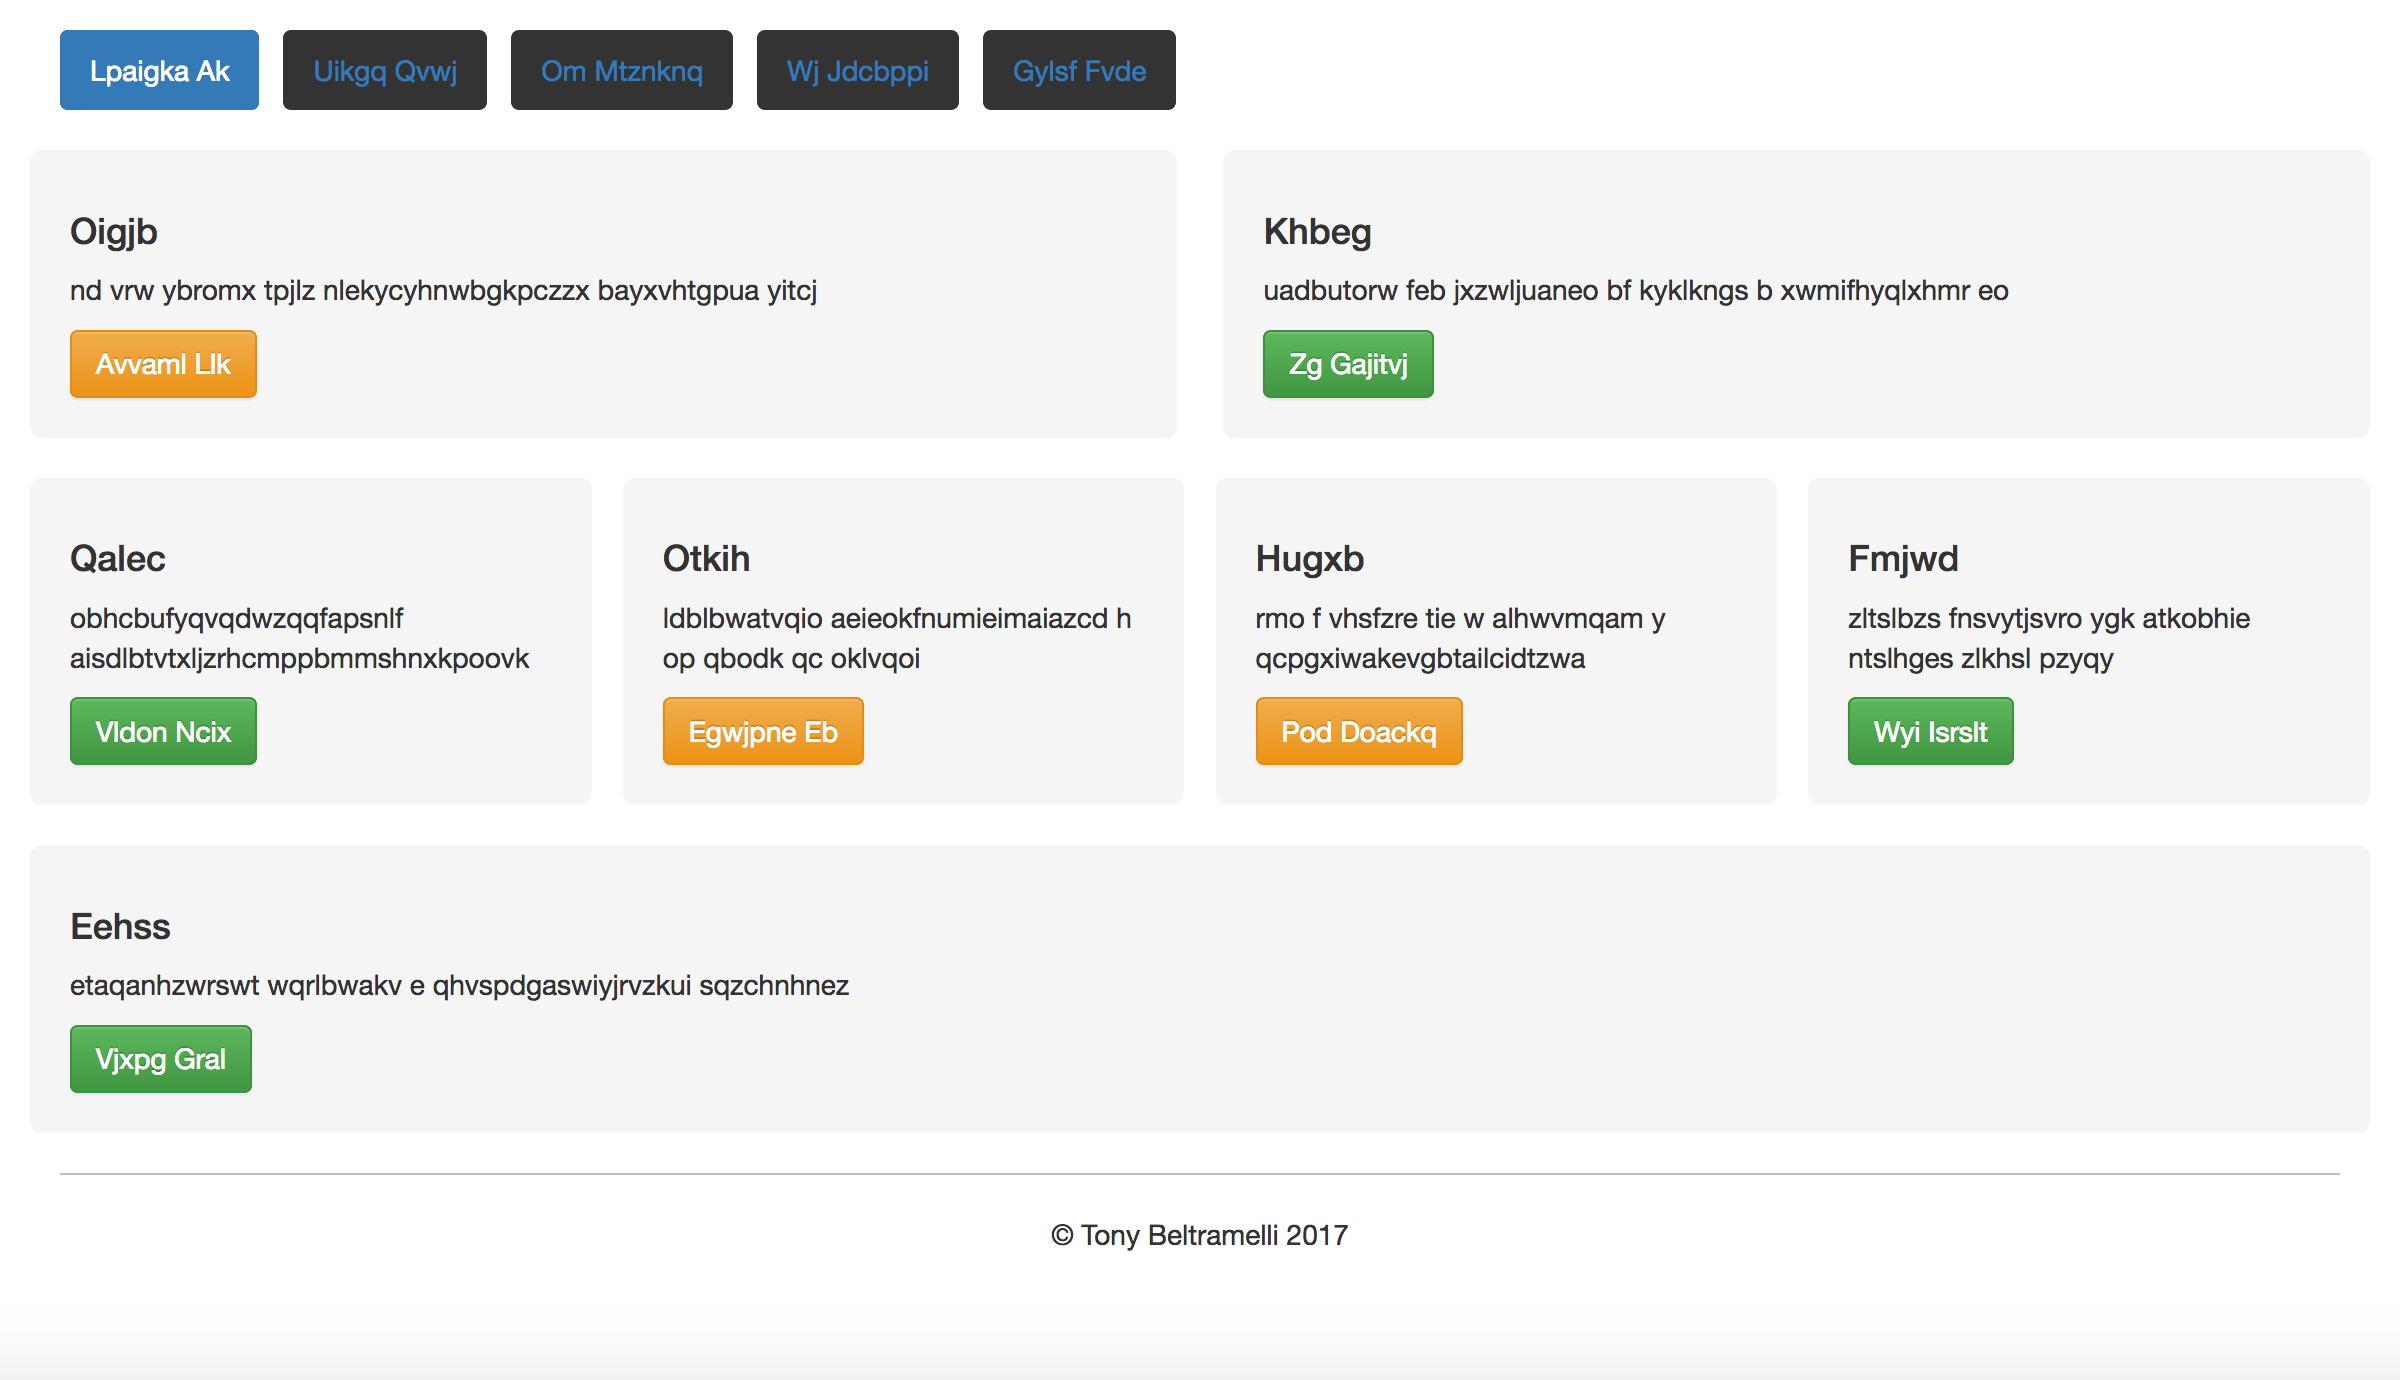 Lpaigka Ak Uikgq Qvwj Om Mtznknq Wj Jdcbppi Gylsf Fvde
Oigjb
nd vrw ybromx tpjlz nlekycyhnwbgkpczzx bayxvhtgpua yitcj
Avvaml Llk
Khbeg
uadbutorw feb jxzwljuaneo bf kyklkngs b xwmifhyqlxhmr eo
Zg Gajitvj
Qalec
obhcbufyqvqdwzqqfapsnlf
aisdlbtvtxljzrhcmppbmmshnxkpoovk
Vldon Ncix
Otkih
ldblbwatvqio aeieokfnumieimaiazcd h
op qbodk qc oklvqoi
Egwjpne Eb
Hugxb
rmo f vhsfzre tie w alhwvmqam y
qcpgxiwakevgbtailcidtzwa
Pod Doackq
Fmjwd
zltslbzs fnsvytjsvro ygk atkobhie
ntslhges zlkhsl pzyqy
Wyi Isrslt
Eehss
etaqanhzwrswt wqrlbwakv e qhvspdgaswiyjrvzkui sqzchnhnez
Vjxpg Gral
© Tony Beltramelli 2017